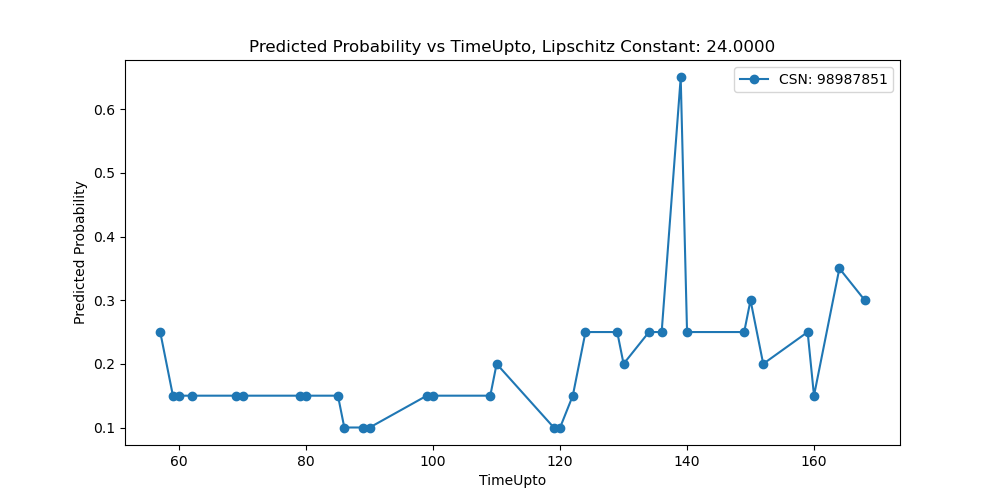 Predicted Probability vs TimeUpto, Lipschitz Constant: 24.0000
CSN: 98987851
Predicted Probability
0.6
0.5
0.4
0.3
0.2
0.1
60 80 100 120 140 160
TimeUpto